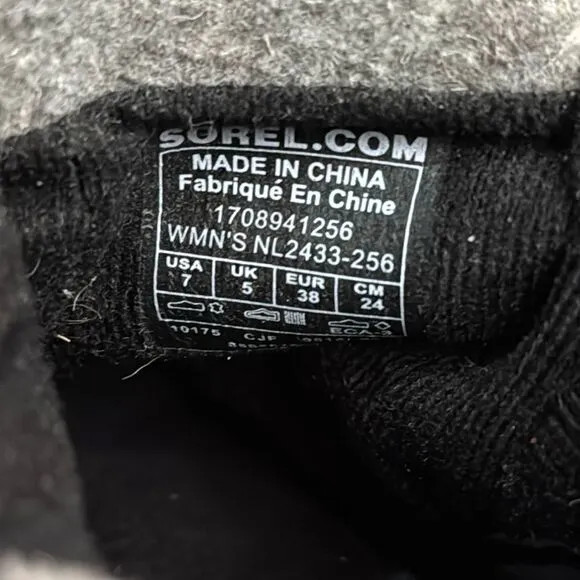 SOREL.COM
MADE IN CHINA
Fabriqué En Chine
1708941256
WMN'S NL2433-256
USA UK EUR CM
7 5 38 24
10175 CJF